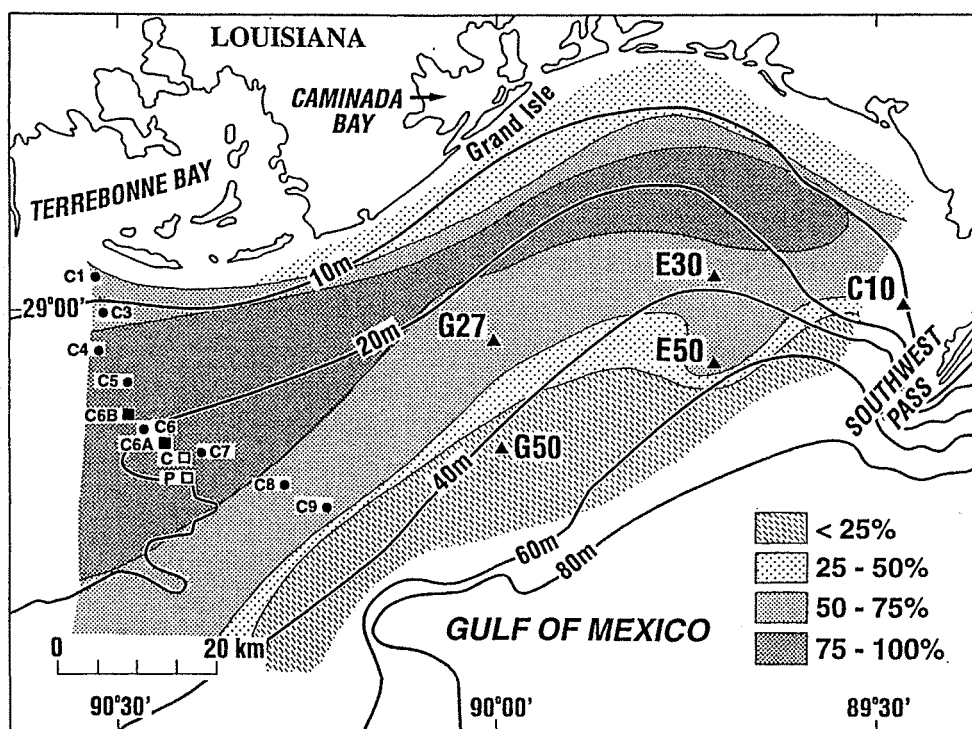 LOUISIANA
CAMINADA
BAY
Grand Isle
TERREBONNE BAY
C1
10m
E30
C10
29°00'
C3
20m
G27
C4
E50
SOUTHWEST
PASS
C5
C6B
C6
C6A
C
C7
G50
P
40m
C8
C9
60m
80m
< 25%
25 - 50%
50 - 75%
75 - 100%
GULF OF MEXICO
0
20 km
90°30'
90°00'
89°30'